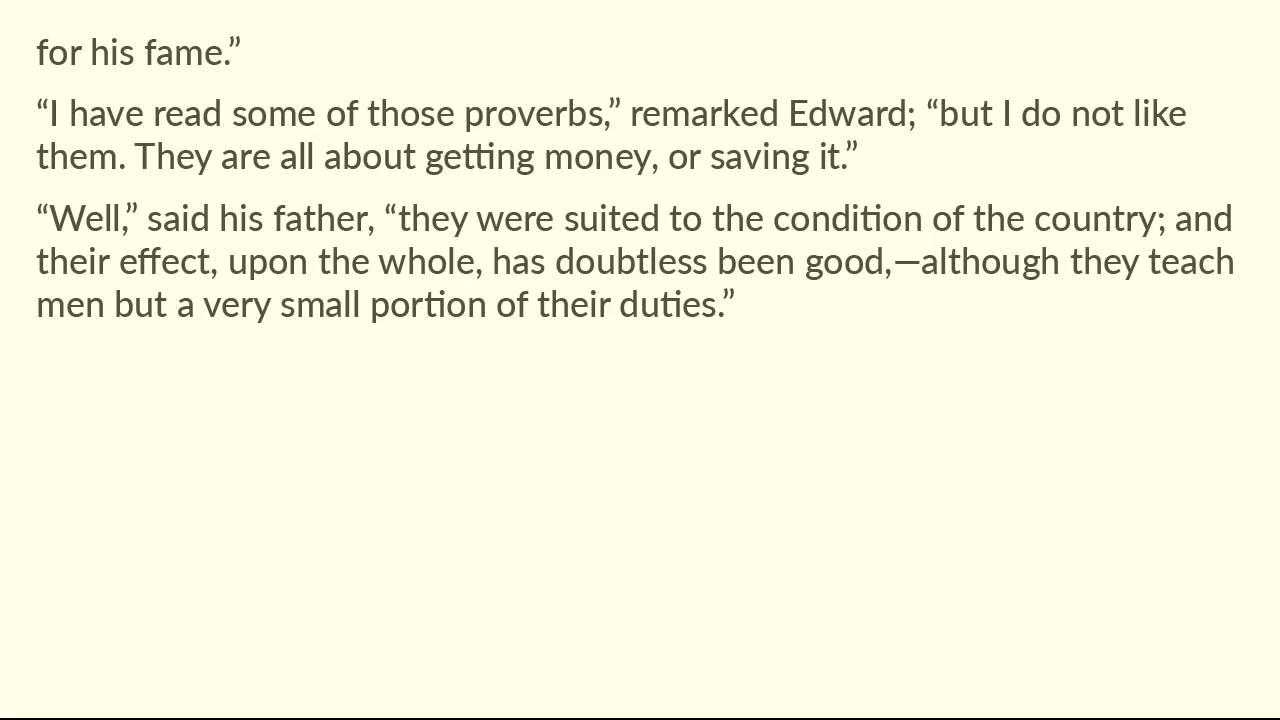 for his fame.”
“I have read some of those proverbs,” remarked Edward; “but I do not like
them. They are all about getting money, or saving it.”
“Well,” said his father, “they were suited to the condition of the country; and
their effect, upon the whole, has doubtless been good,—although they teach
men but a very small portion of their duties.”